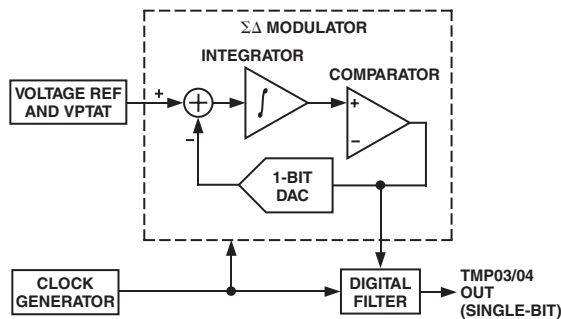 ΣΔ MODULATOR
INTEGRATOR
COMPARATOR
VOLTAGE REF
AND VPTAT
+
+
∫
+
−
−
1-BIT
DAC
CLOCK
GENERATOR
DIGITAL
FILTER
TMP03/04
OUT
(SINGLE-BIT)